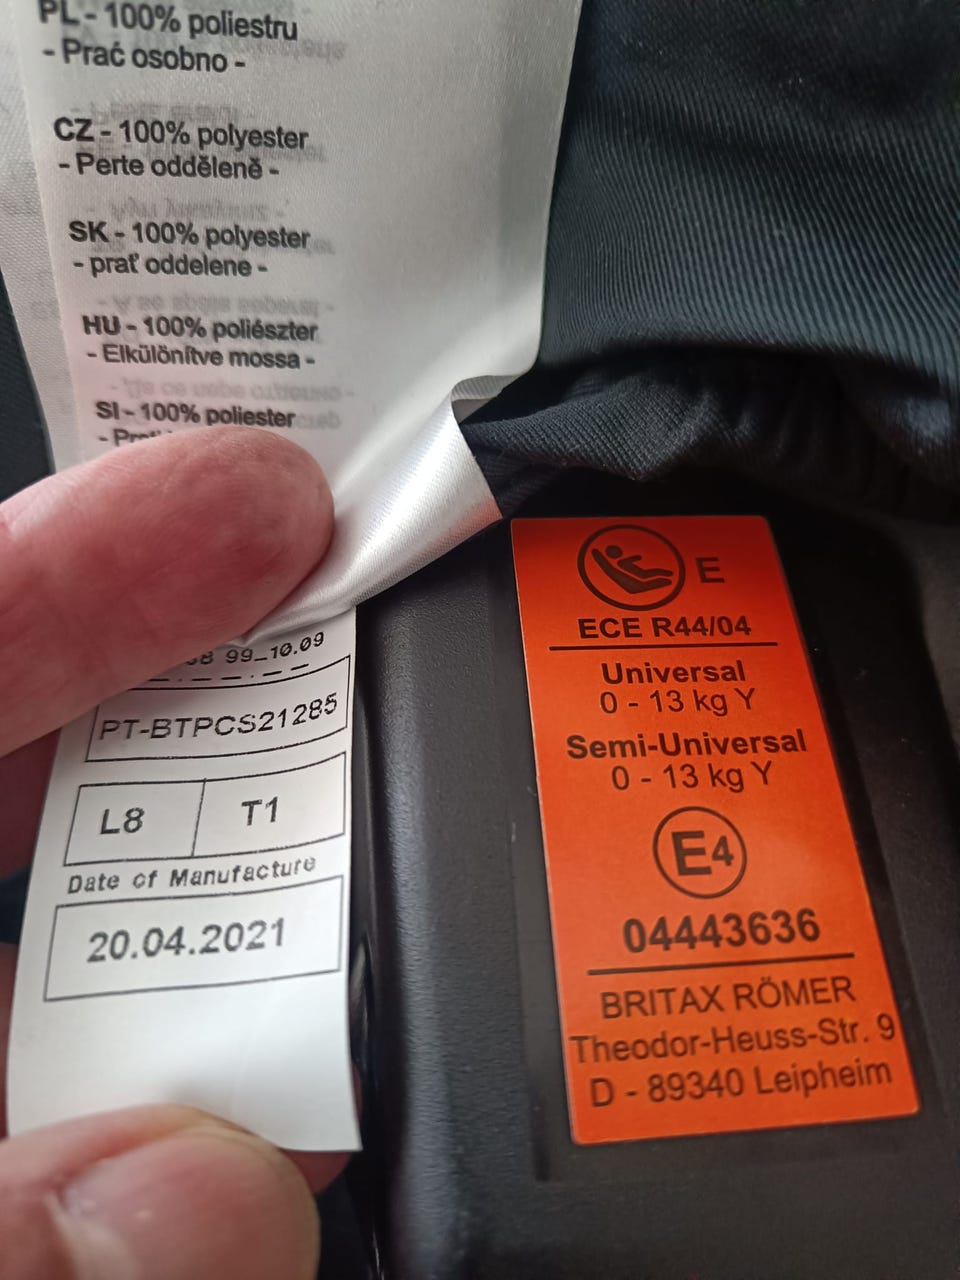 PL - 100% poliestru
- Prać osobno -
CZ - 100% polyester
- Perte odděleně -
SK - 100% polyester
- prať oddelene -
HU - 100% poliészter
- Elkülönítve mossa -
SI - 100% poliester
99_10.09
PT-BTPCS21285
L8 T1
Date of Manufacture
20.04.2021
E
ECE R44/04
Universal
0 - 13 kg Y
Semi-Universal
0 - 13 kg Y
E4
04443636
BRITAX RÖMER
Theodor-Heuss-Str. 9
D - 89340 Leipheim